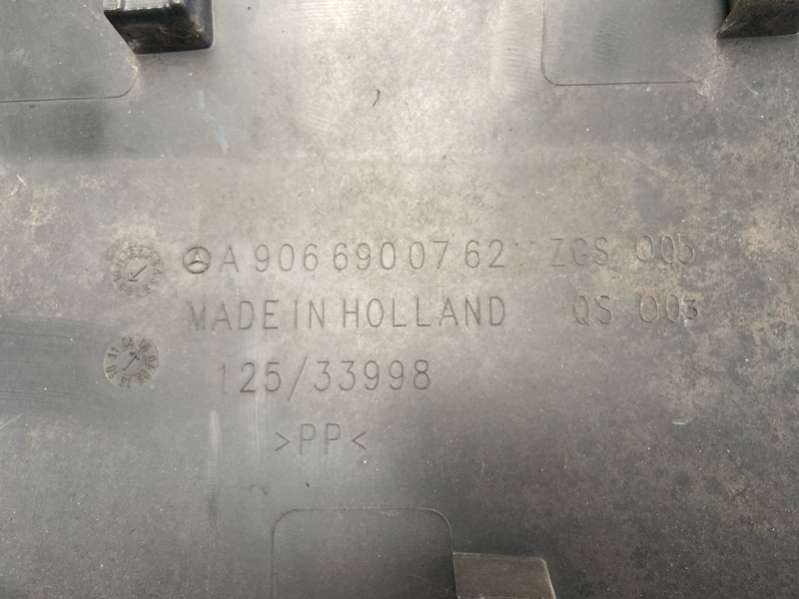 A 906 690 07 62 ZGS 005
MADE IN HOLLAND QS 003
125/33998
>PP<